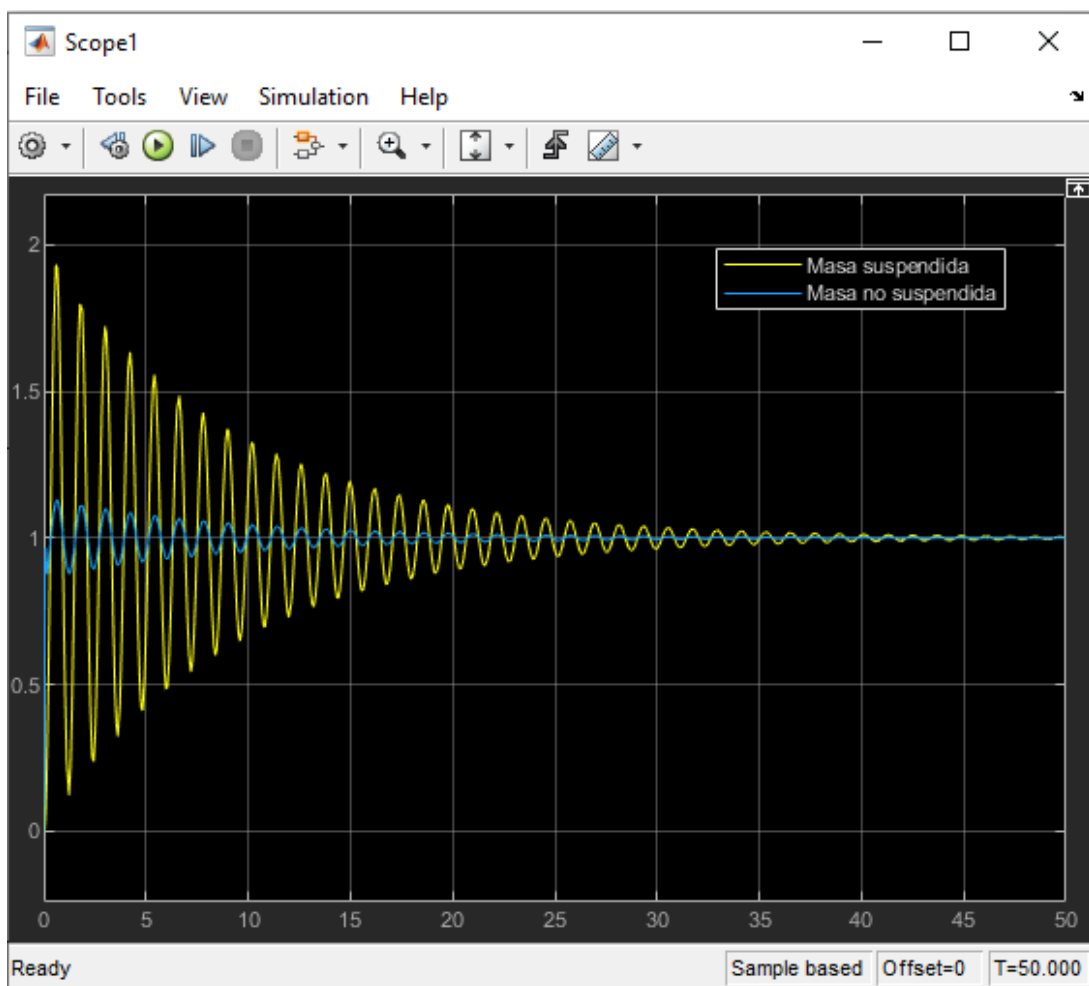 Scope1
File Tools View Simulation Help
Masa suspendida
Masa no suspendida
2
1.5
1
0.5
0
0 5 10 15 20 25 30 35 40 45 50
Ready Sample based Offset=0 T=50.000